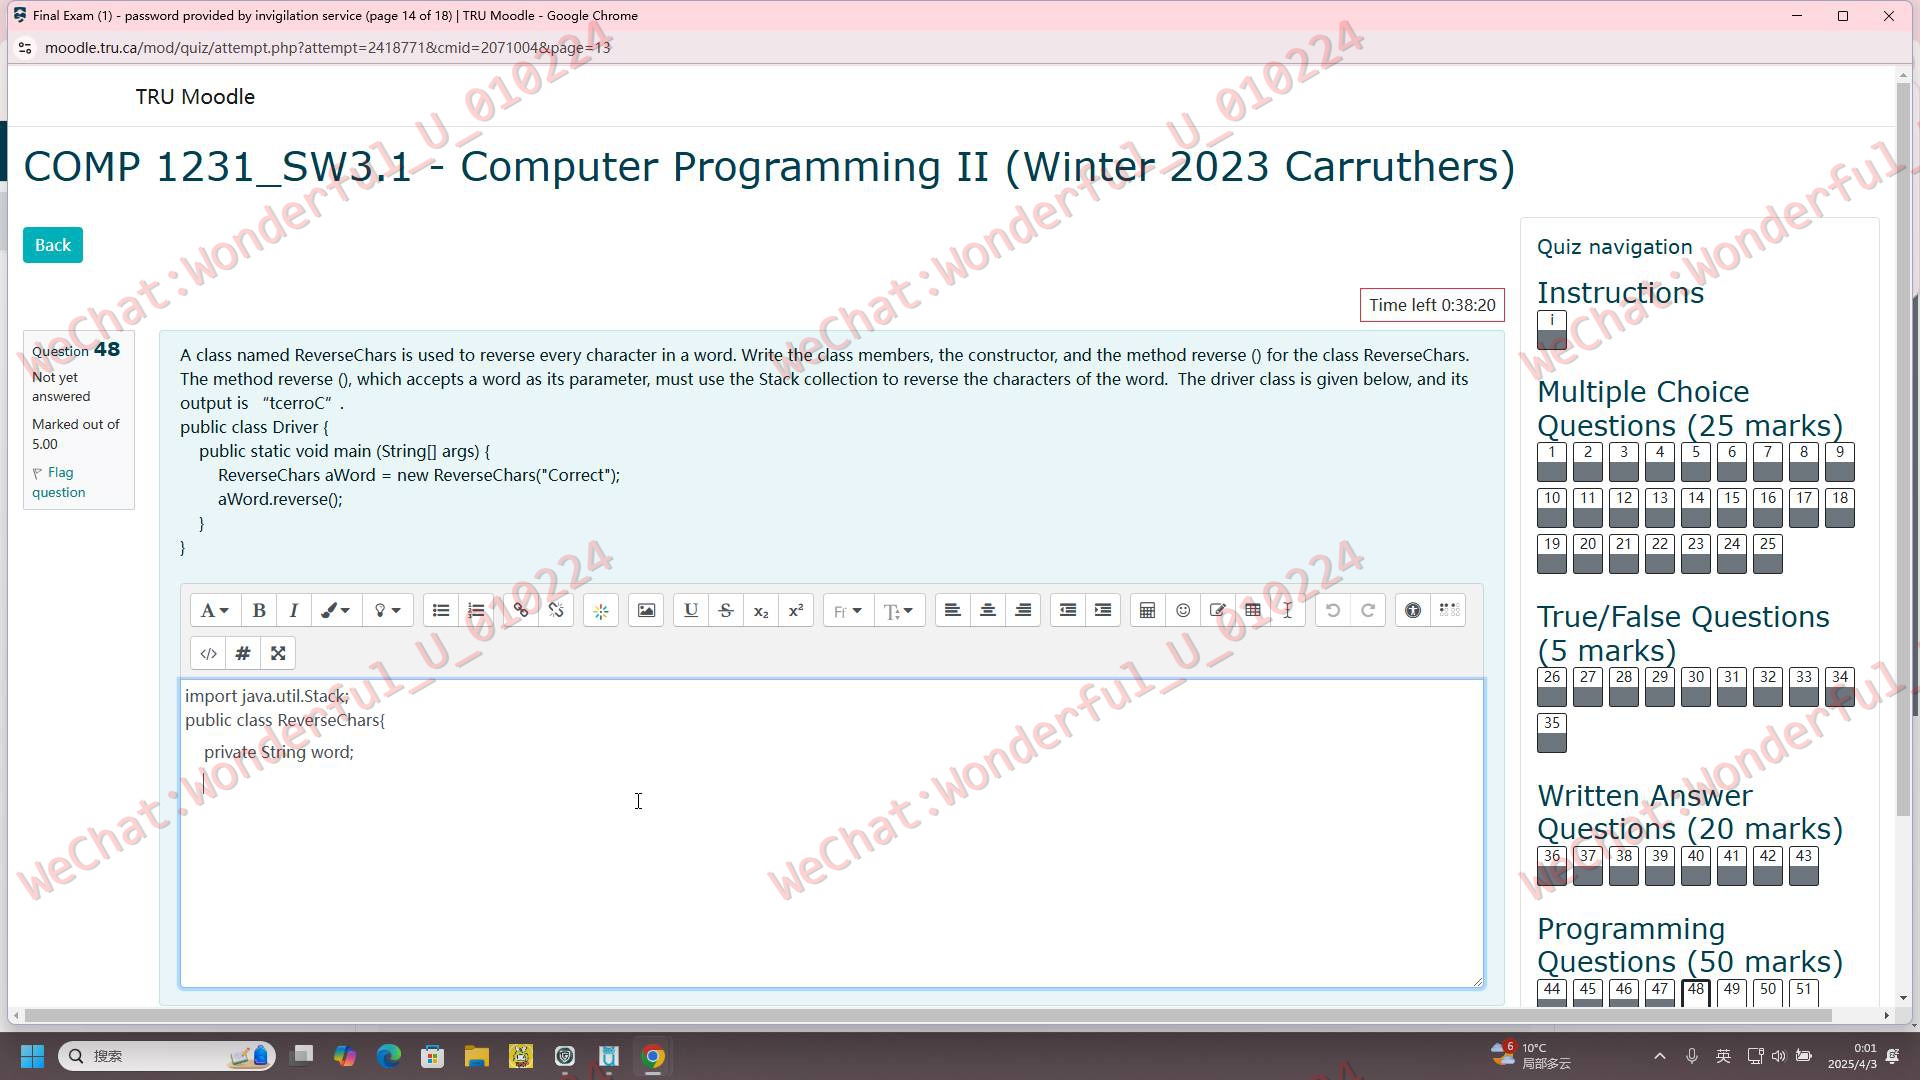 Final Exam (1) - password provided by invigilation service (page 14 of 18) | TRU Moodle - Google Chrome
moodle.tru.ca/mod/quiz/attempt.php?attempt=2418771&cmid=2071004&page=13
TRU Moodle
COMP 1231_SW3.1 - Computer Programming II (Winter 2023 Carruthers)
Back
Time left 0:38:20
Question 48
Not yet
answered
Marked out of
5.00
Flag
question
A class named ReverseChars is used to reverse every character in a word. Write the class members, the constructor, and the method reverse () for the class ReverseChars.
The method reverse (), which accepts a word as its parameter, must use the Stack collection to reverse the characters of the word.  The driver class is given below, and its
output is “tcerroC” .
public class Driver {
public static void main (String[] args) {
ReverseChars aWord = new ReverseChars("Correct");
aWord.reverse();
}
}
import java.util.Stack;
public class ReverseChars{
private String word;
Quiz navigation
Instructions
i
Multiple Choice
Questions (25 marks)
1 2 3 4 5 6 7 8 9
10 11 12 13 14 15 16 17 18
19 20 21 22 23 24 25
True/False Questions
(5 marks)
26 27 28 29 30 31 32 33 34
35
Written Answer
Questions (20 marks)
36 37 38 39 40 41 42 43
Programming
Questions (50 marks)
44 45 46 47 48 49 50 51
WeChat:Wonderful_U_010224
WeChat:Wonderful_U_010224
WeChat:Wonderful
WeChat:Wonderful_U_010224
WeChat:Wonderful_U_010224
WeChat:Wonderful
搜索
6
10°C
局部多云
英
0:01
2025/4/3